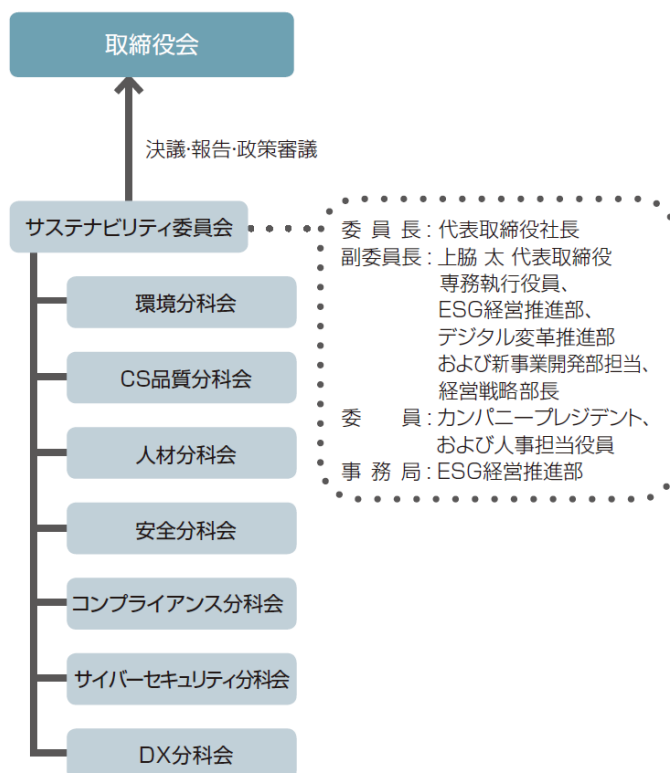 取締役会
決議・報告・政策審議
サステナビリティ委員会
委員長：代表取締役社長
副委員長：上脇 太 代表取締役
専務執行役員、
ESG経営推進部、
デジタル変革推進部
および新事業開発部担当、
経営戦略部長
委員：カンパニープレジデント、
および人事担当役員
事務局：ESG経営推進部
環境分科会
CS品質分科会
人材分科会
安全分科会
コンプライアンス分科会
サイバーセキュリティ分科会
DX分科会